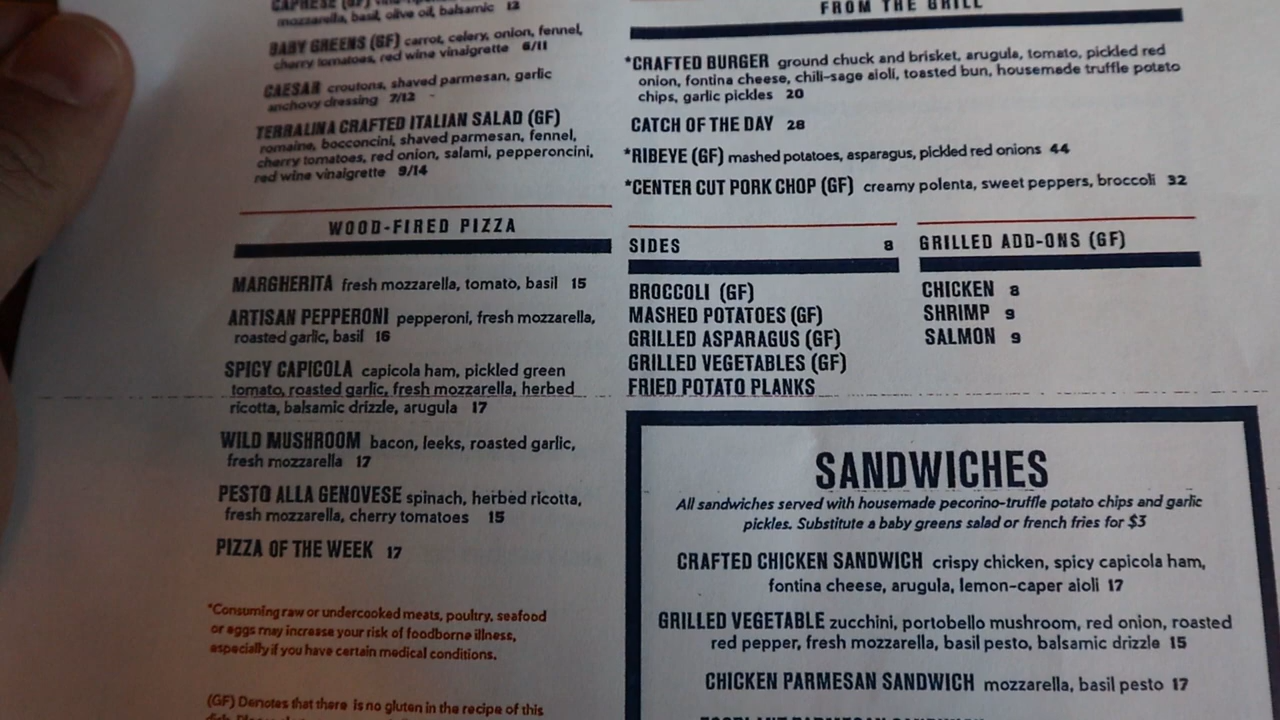 CAPRESE (GF)
mozzarella, basil, olive oil, balsamic 12
BABY GREENS (GF) carrot, celery, onion, fennel,
cherry tomatoes, red wine vinaigrette 6/11
CAESAR croutons, shaved parmesan, garlic
anchovy dressing 7/12
TERRALINA CRAFTED ITALIAN SALAD (GF)
romaine, bocconcini, shaved parmesan, fennel,
cherry tomatoes, red onion, salami, pepperoncini,
red wine vinaigrette 9/14
WOOD-FIRED PIZZA
MARGHERITA fresh mozzarella, tomato, basil 15
ARTISAN PEPPERONI pepperoni, fresh mozzarella,
roasted garlic, basil 16
SPICY CAPICOLA capicola ham, pickled green
tomato, roasted garlic, fresh mozzarella, herbed
ricotta, balsamic drizzle, arugula 17
WILD MUSHROOM bacon, leeks, roasted garlic,
fresh mozzarella 17
PESTO ALLA GENOVESE spinach, herbed ricotta,
fresh mozzarella, cherry tomatoes 15
PIZZA OF THE WEEK 17
*Consuming raw or undercooked meats, poultry, seafood
or eggs may increase your risk of foodborne illness,
especially if you have certain medical conditions.
(GF) Denotes that there is no gluten in the recipe of this
FROM THE GRILL
*CRAFTED BURGER ground chuck and brisket, arugula, tomato, pickled red
onion, fontina cheese, chili-sage aioli, toasted bun, housemade truffle potato
chips, garlic pickles 20
CATCH OF THE DAY 28
*RIBEYE (GF) mashed potatoes, asparagus, pickled red onions 44
*CENTER CUT PORK CHOP (GF) creamy polenta, sweet peppers, broccoli 32
SIDES 8
BROCCOLI (GF)
MASHED POTATOES (GF)
GRILLED ASPARAGUS (GF)
GRILLED VEGETABLES (GF)
FRIED POTATO PLANKS
GRILLED ADD-ONS (GF)
CHICKEN 8
SHRIMP 9
SALMON 9
SANDWICHES
All sandwiches served with housemade pecorino-truffle potato chips and garlic
pickles. Substitute a baby greens salad or french fries for $3
CRAFTED CHICKEN SANDWICH crispy chicken, spicy capicola ham,
fontina cheese, arugula, lemon-caper aioli 17
GRILLED VEGETABLE zucchini, portobello mushroom, red onion, roasted
red pepper, fresh mozzarella, basil pesto, balsamic drizzle 15
CHICKEN PARMESAN SANDWICH mozzarella, basil pesto 17